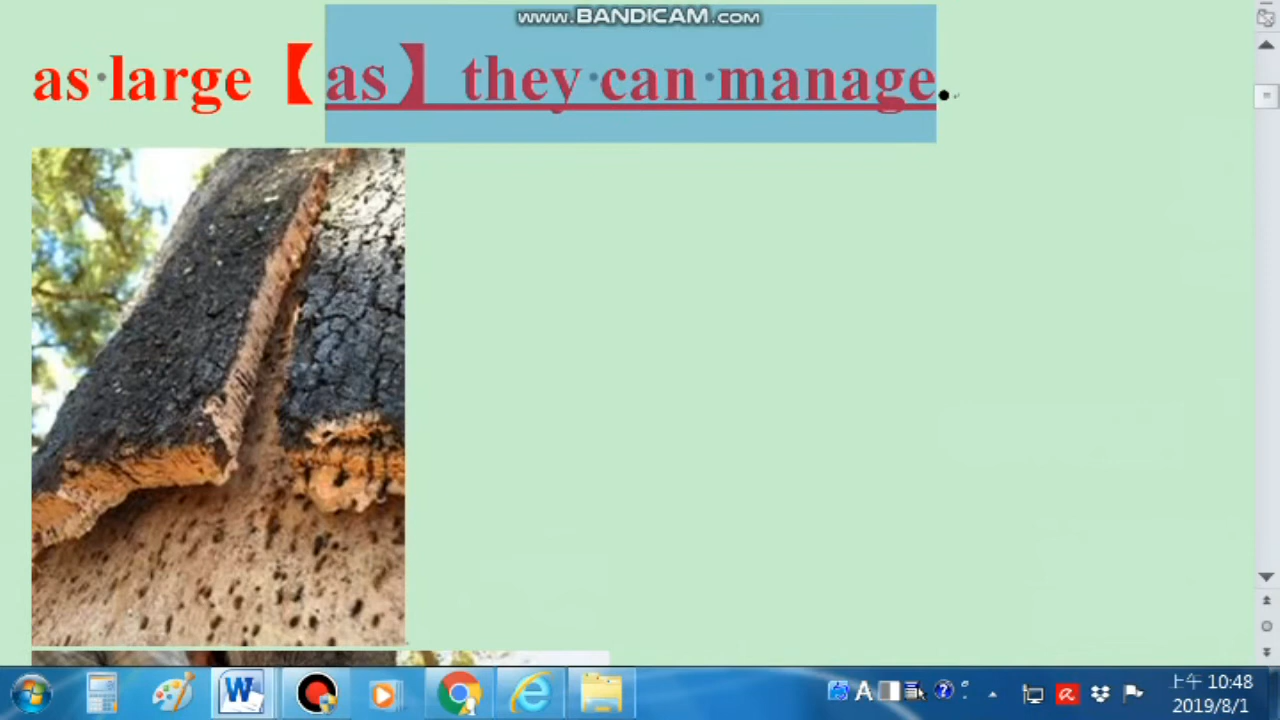 www.BANDICAM.com
as large【as】 they can manage.
上午 10:48
2019/8/1